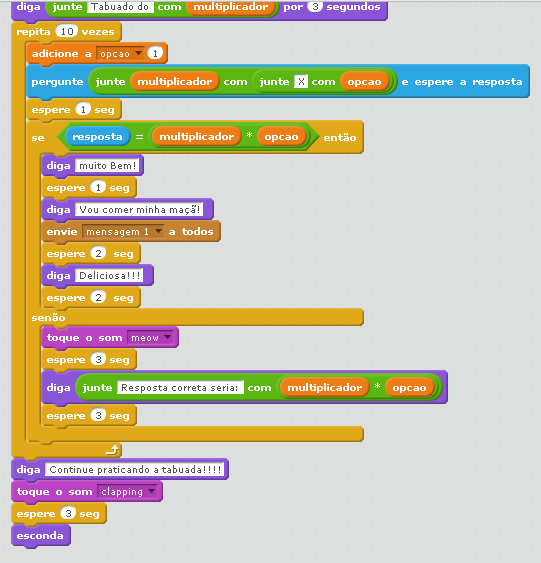 diga junte Tabuado do com multiplicador por 3 segundos
repita 10 vezes
adicione a opcao 1
pergunte junte multiplicador com junte X com opcao e espere a resposta
espere 1 seg
se resposta = multiplicador * opcao então
diga muito Bem!
espere 1 seg
diga Vou comer minha maçã!
envie mensagem 1 a todos
espere 2 seg
diga Deliciosa!!!
espere 2 seg
senão
toque o som meow
espere 3 seg
diga junte Resposta correta seria: com multiplicador * opcao
espere 3 seg
diga Continue praticando a tabuada!!!!
toque o som clapping
espere 3 seg
esconda